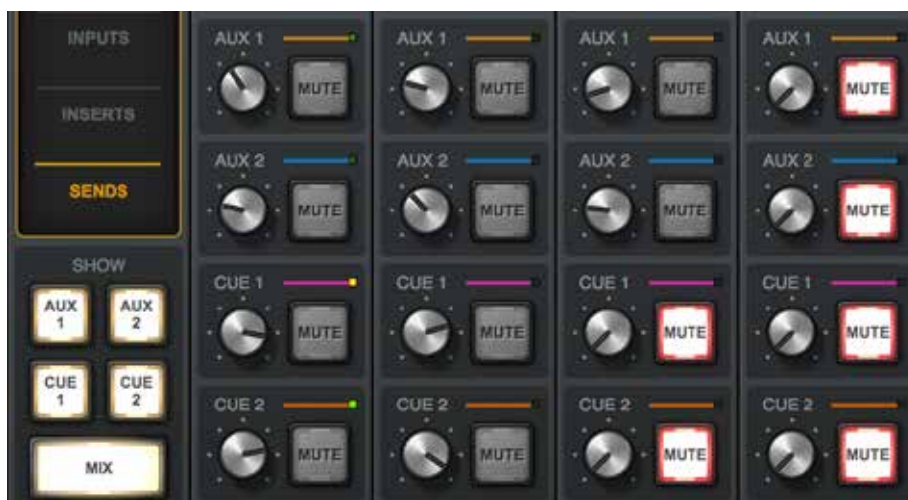 INPUTS
INSERTS
SENDS
SHOW
AUX
1
AUX
2
CUE
1
CUE
2
MIX
AUX 1
MUTE
AUX 1
MUTE
AUX 1
MUTE
AUX 1
MUTE
AUX 2
MUTE
AUX 2
MUTE
AUX 2
MUTE
AUX 2
MUTE
CUE 1
MUTE
CUE 1
MUTE
CUE 1
MUTE
CUE 1
MUTE
CUE 2
MUTE
CUE 2
MUTE
CUE 2
MUTE
CUE 2
MUTE